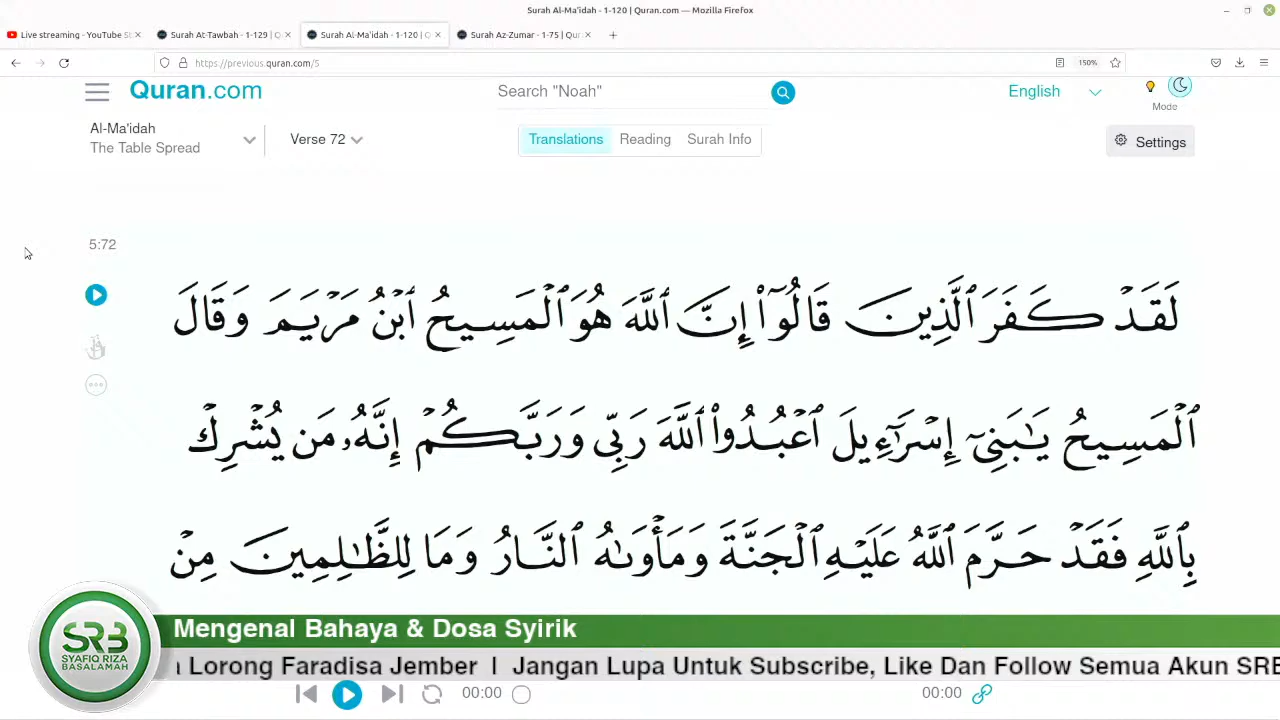 Surah Al-Ma'idah - 1-120 | Quran.com — Mozilla Firefox
Live streaming - YouTube St
Surah At-Tawbah - 1-129 | Q
Surah Al-Ma'idah - 1-120 | Q
Surah Az-Zumar - 1-75 | Qur
https://previous.quran.com/5
150%
Quran.com
Search "Noah"
English
Mode
Al-Ma'idah
The Table Spread
Verse 72
Translations
Reading
Surah Info
Settings
5:72
لَقَدْ كَفَرَ ٱلَّذِينَ قَالُوٓا۟ إِنَّ ٱللَّهَ هُوَ ٱلْمَسِيحُ ٱبْنُ مَرْيَمَ وَقَالَ
ٱلْمَسِيحُ يَـٰبَنِىٓ إِسْرَٰٓءِيلَ ٱعْبُدُوا۟ ٱللَّهَ رَبِّى وَرَبَّكُمْ إِنَّهُۥ مَن يُشْرِكْ
بِٱللَّهِ فَقَدْ حَرَّمَ ٱللَّهُ عَلَيْهِ ٱلْجَنَّةَ وَمَأْوَىٰهُ ٱلنَّارُ وَمَا لِلظَّـٰلِمِينَ مِنْ
SRB
SYAFIQ RIZA
BASALAMAH
Mengenal Bahaya & Dosa Syirik
Lorong Faradisa Jember I Jangan Lupa Untuk Subscribe, Like Dan Follow Semua Akun SRB
00:00
00:00